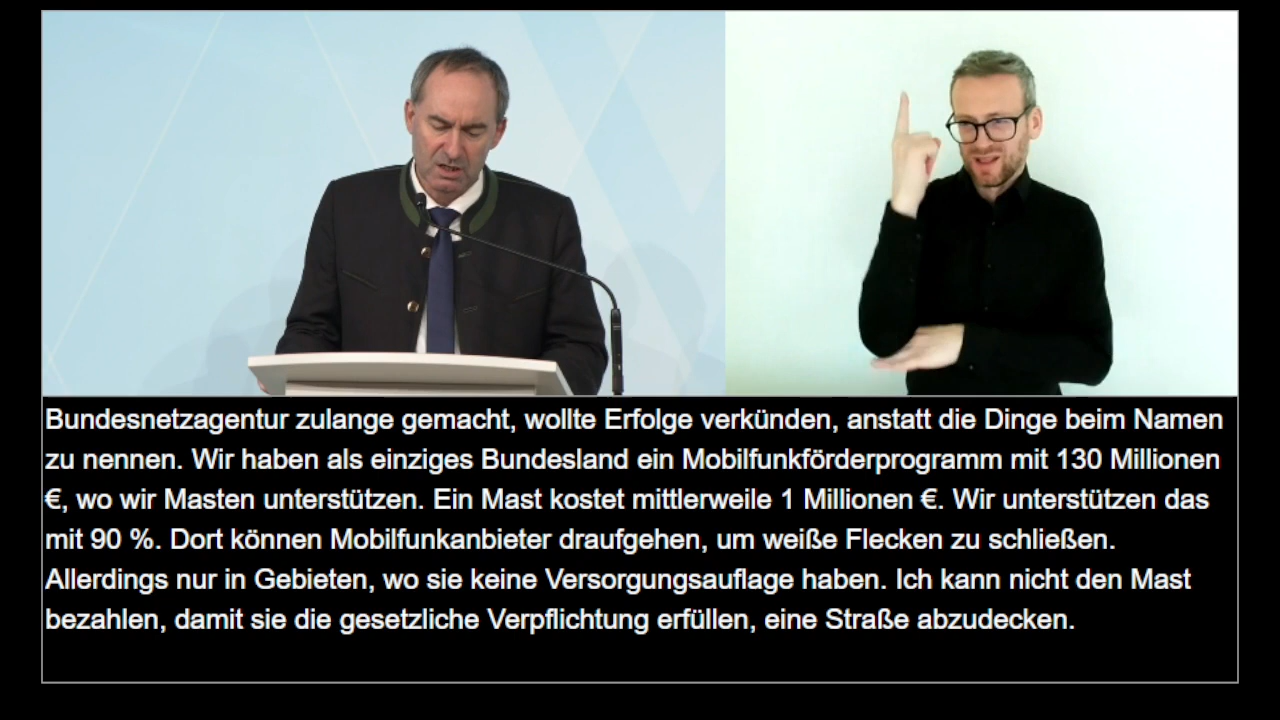 Bundesnetzagentur zulange gemacht, wollte Erfolge verkünden, anstatt die Dinge beim Namen
zu nennen. Wir haben als einziges Bundesland ein Mobilfunkförderprogramm mit 130 Millionen
€, wo wir Masten unterstützen. Ein Mast kostet mittlerweile 1 Millionen €. Wir unterstützen das
mit 90 %. Dort können Mobilfunkanbieter draufgehen, um weiße Flecken zu schließen.
Allerdings nur in Gebieten, wo sie keine Versorgungsauflage haben. Ich kann nicht den Mast
bezahlen, damit sie die gesetzliche Verpflichtung erfüllen, eine Straße abzudecken.